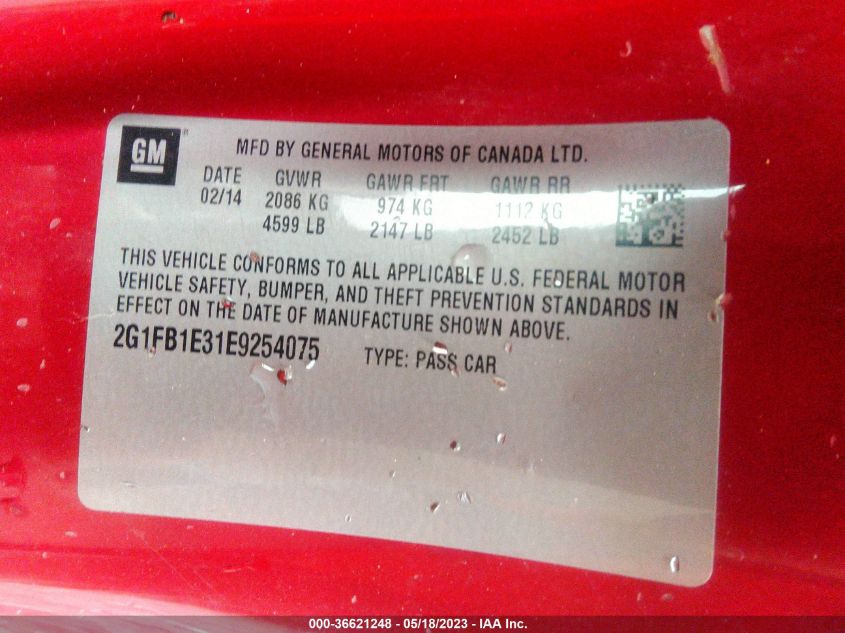 GM®
MFD BY GENERAL MOTORS OF CANADA LTD.
DATE GVWR GAWR FRT GAWR RR
02/14 2086 KG 974 KG 1112 KG
4599 LB 2147 LB 2452 LB
THIS VEHICLE CONFORMS TO ALL APPLICABLE U.S. FEDERAL MOTOR
VEHICLE SAFETY, BUMPER, AND THEFT PREVENTION STANDARDS IN
EFFECT ON THE DATE OF MANUFACTURE SHOWN ABOVE.
2G1FB1E31E9254075 TYPE: PASS CAR
000-36621248 - 05/18/2023 - IAA Inc.